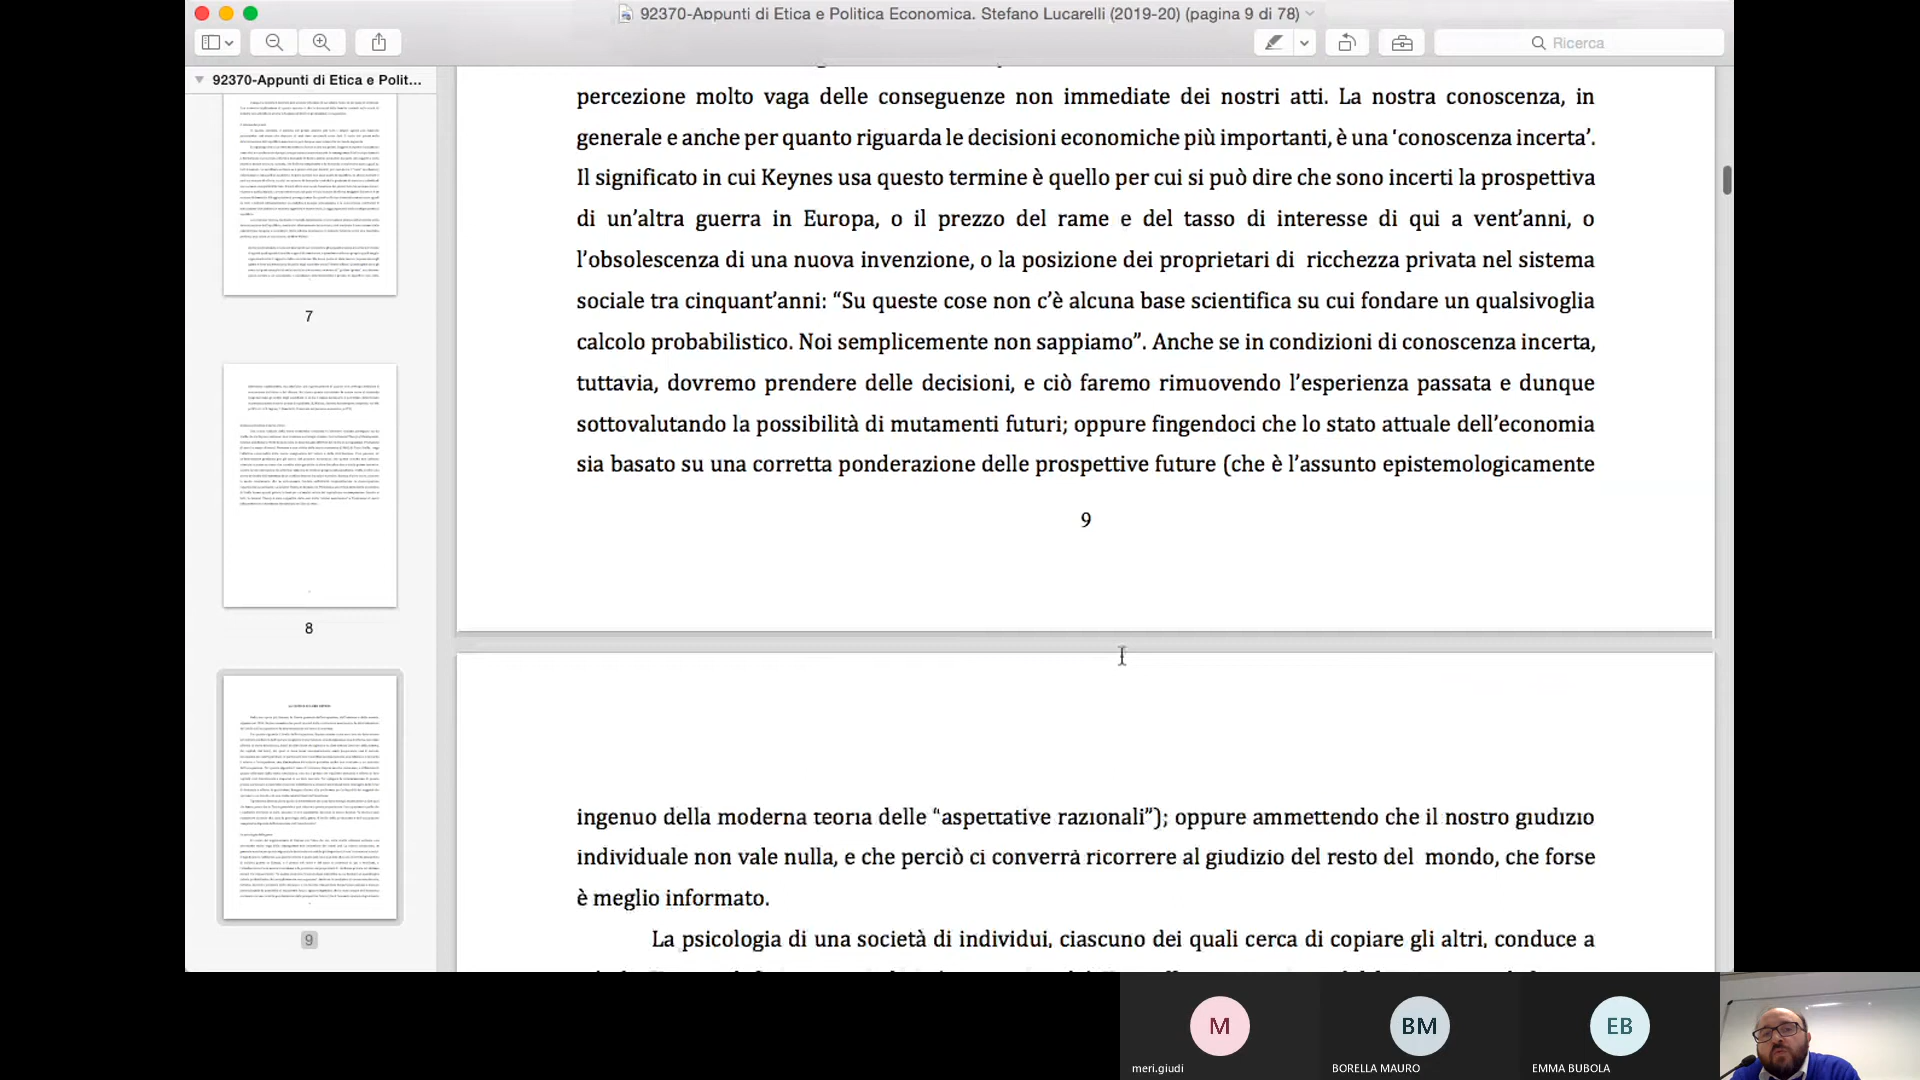 92370-Appunti di Etica e Politica Economica. Stefano Lucarelli (2019-20) (pagina 9 di 78)
Ricerca
92370-Appunti di Etica e Polit...
7
8
9
percezione molto vaga delle conseguenze non immediate dei nostri atti. La nostra conoscenza, in
generale e anche per quanto riguarda le decisioni economiche più importanti, è una ‘conoscenza incerta’.
Il significato in cui Keynes usa questo termine è quello per cui si può dire che sono incerti la prospettiva
di un’altra guerra in Europa, o il prezzo del rame e del tasso di interesse di qui a vent’anni, o
l’obsolescenza di una nuova invenzione, o la posizione dei proprietari di ricchezza privata nel sistema
sociale tra cinquant’anni: “Su queste cose non c’è alcuna base scientifica su cui fondare un qualsivoglia
calcolo probabilistico. Noi semplicemente non sappiamo”. Anche se in condizioni di conoscenza incerta,
tuttavia, dovremo prendere delle decisioni, e ciò faremo rimuovendo l’esperienza passata e dunque
sottovalutando la possibilità di mutamenti futuri; oppure fingendoci che lo stato attuale dell’economia
sia basato su una corretta ponderazione delle prospettive future (che è l’assunto epistemologicamente
9
ingenuo della moderna teoria delle “aspettative razionali”); oppure ammettendo che il nostro giudizio
individuale non vale nulla, e che perciò ci converrà ricorrere al giudizio del resto del mondo, che forse
è meglio informato.
La psicologia di una società di individui, ciascuno dei quali cerca di copiare gli altri, conduce a
M
BM
EB
meri.giudi
BORELLA MAURO
EMMA BUBOLA